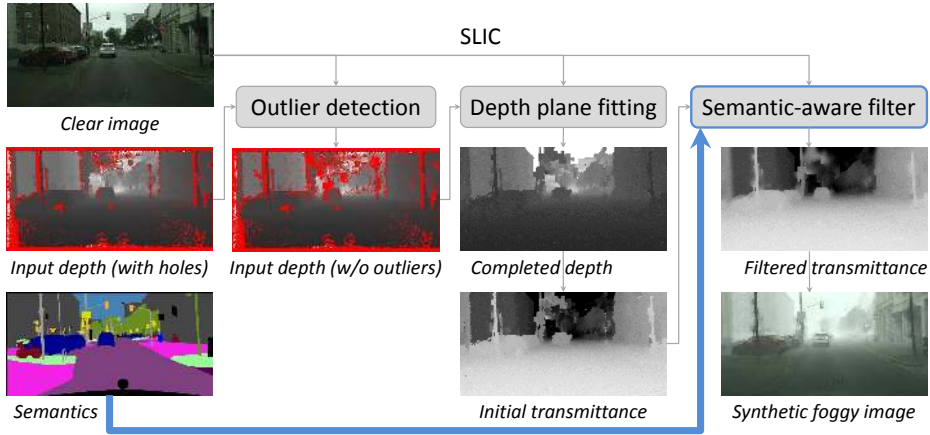 SLIC
Outlier detection
Depth plane fitting
Semantic-aware filter
Clear image
Input depth (with holes)
Input depth (w/o outliers)
Completed depth
Filtered transmittance
Semantics
Initial transmittance
Synthetic foggy image